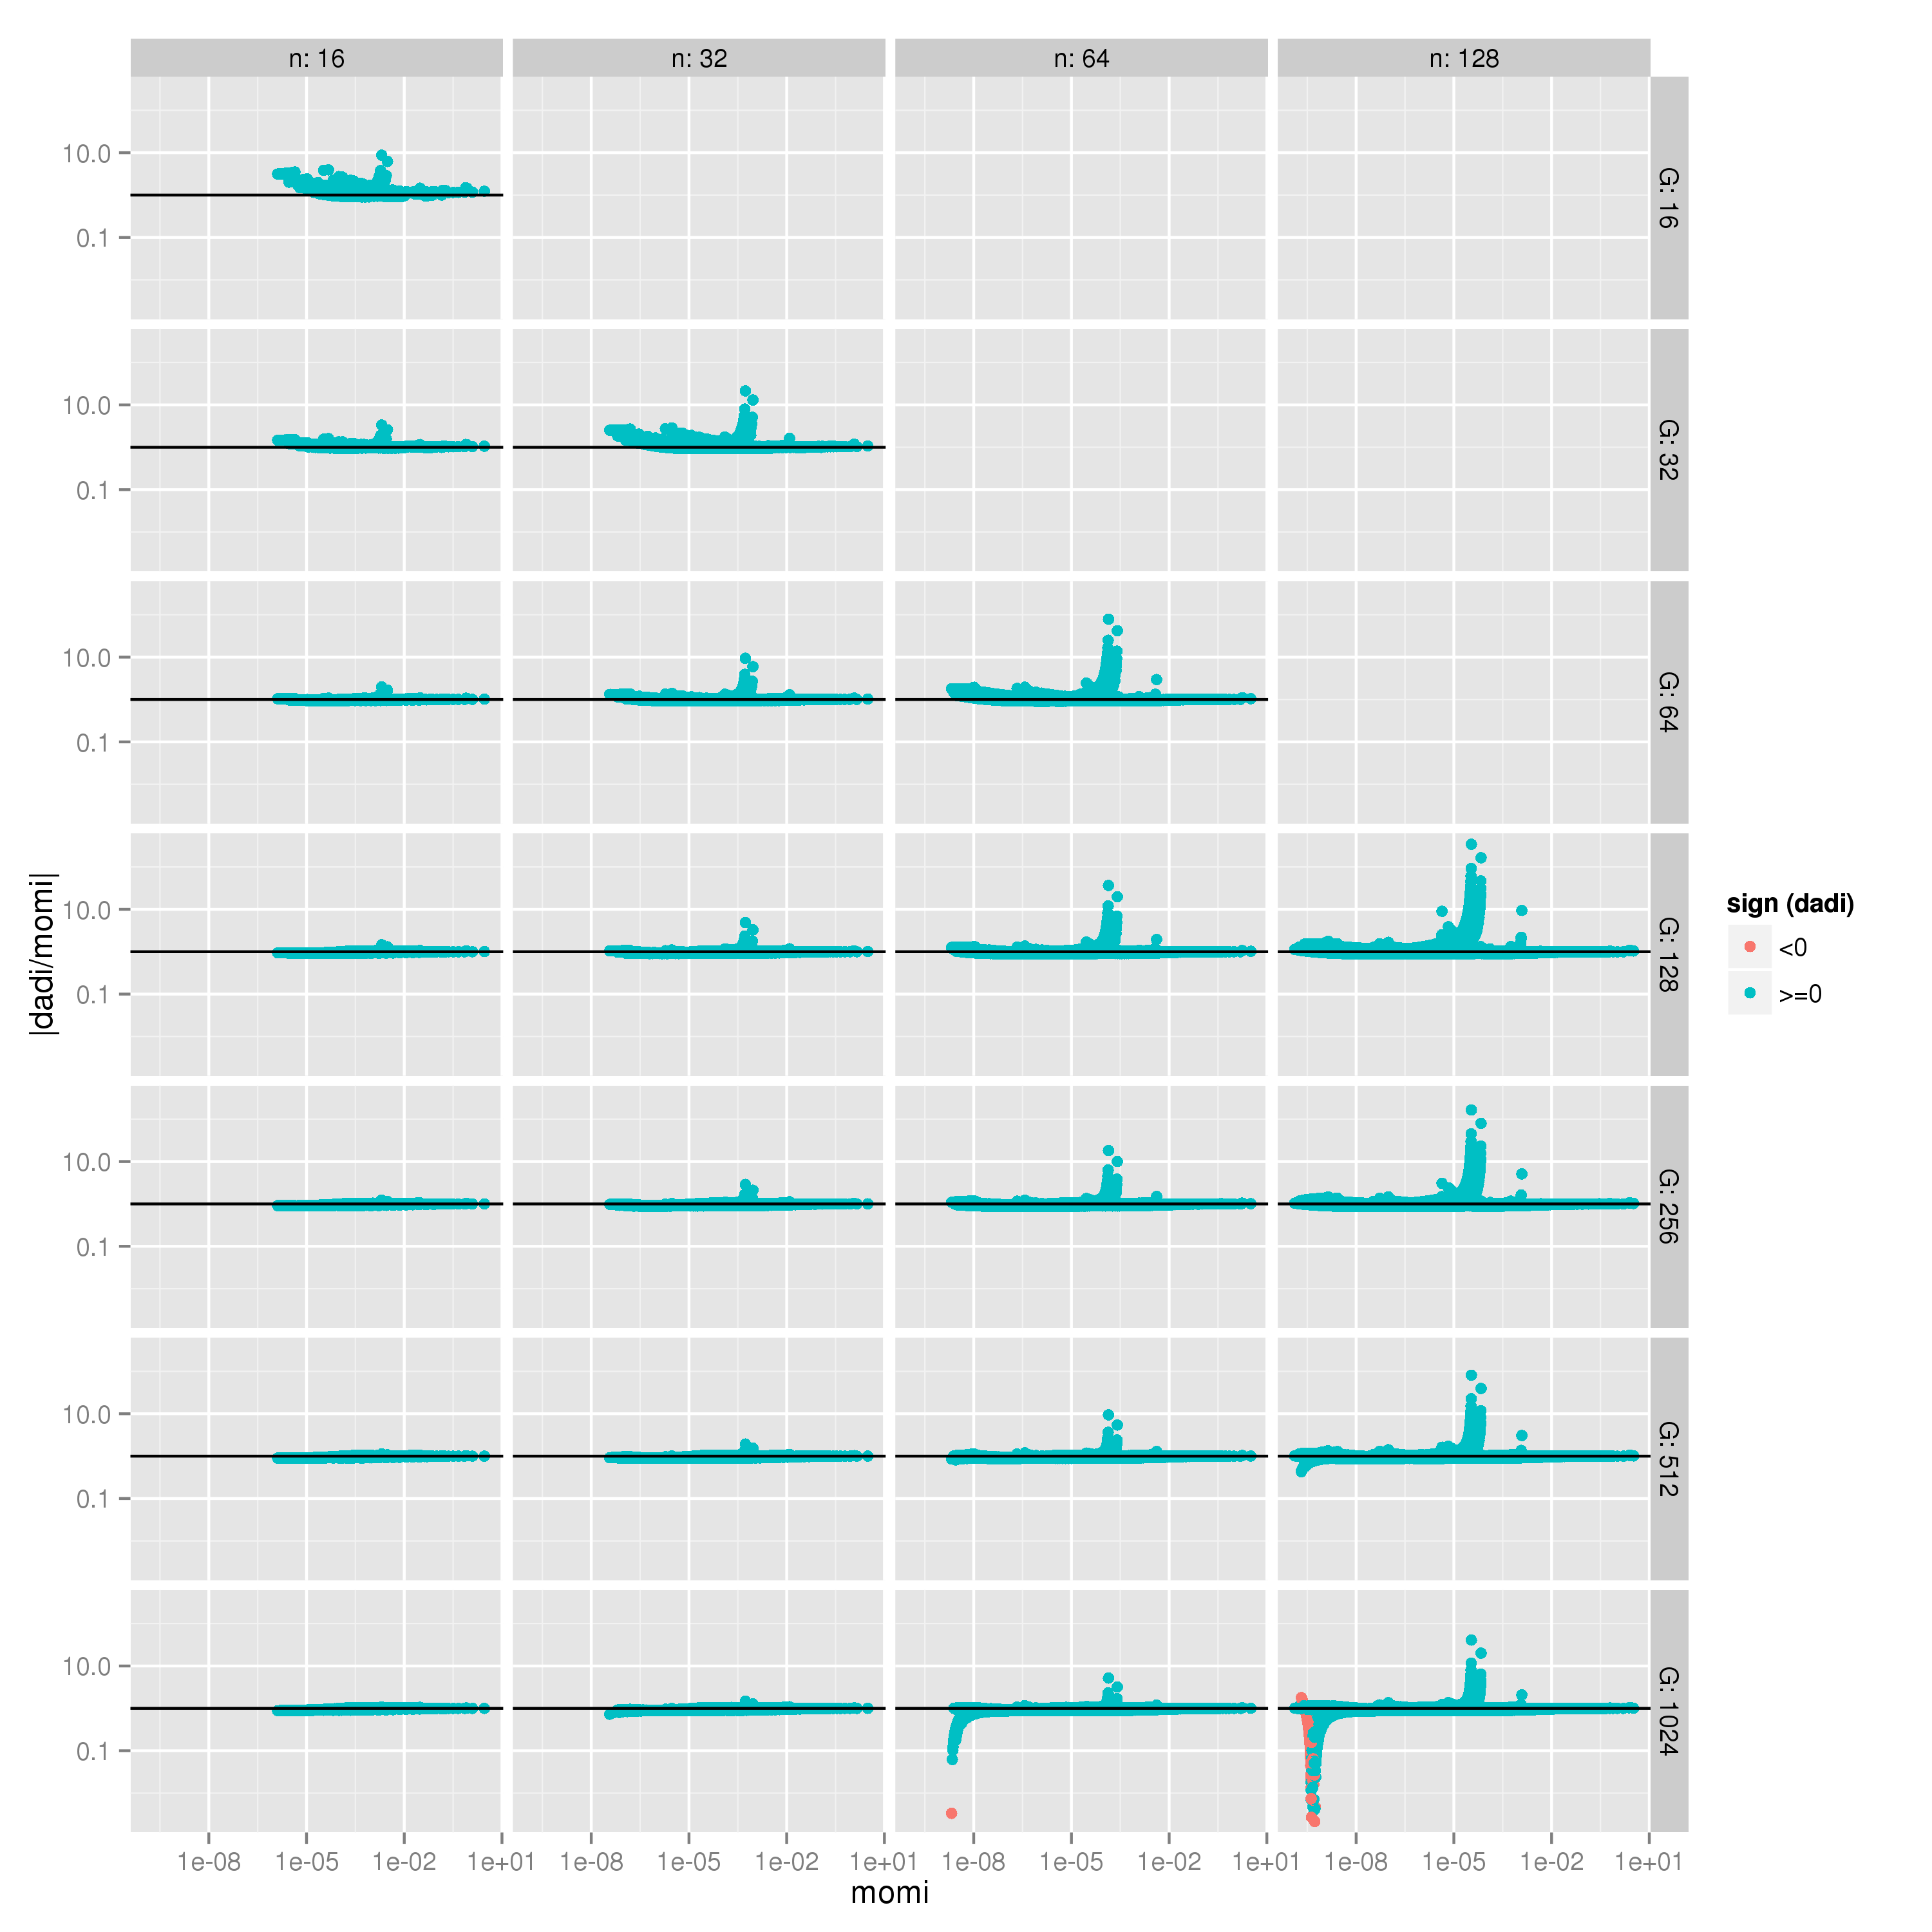 n: 16
n: 32
n: 64
n: 128
10.0
0.1
G: 16
10.0
0.1
G: 32
10.0
0.1
G: 64
10.0
0.1
G: 128
10.0
0.1
G: 256
10.0
0.1
G: 512
10.0
0.1
G: 1024
|dadi/momi|
1e-08 1e-05 1e-02 1e+01
1e-08 1e-05 1e-02 1e+01
1e-08 1e-05 1e-02 1e+01
1e-08 1e-05 1e-02 1e+01
momi
sign (dadi)
<0
>=0